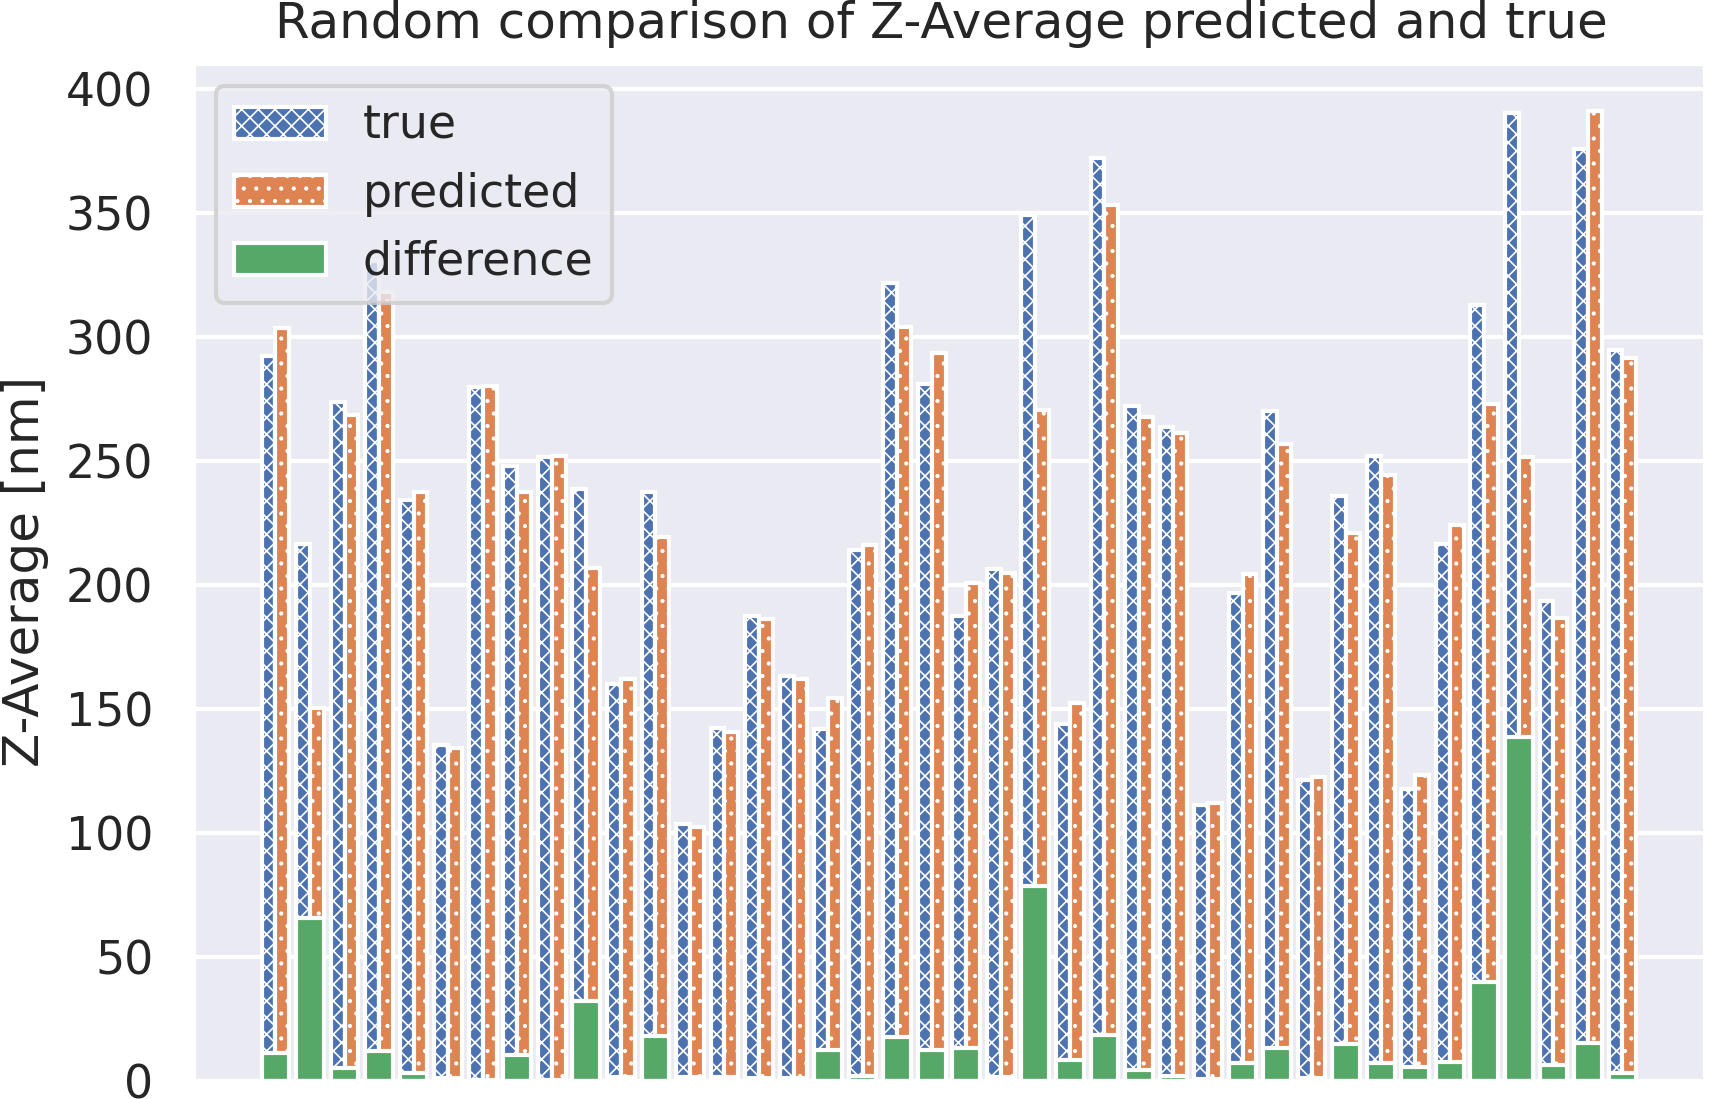 Random comparison of Z-Average predicted and true
Z-Average [nm]
400
350
300
250
200
150
100
50
0
true
predicted
difference